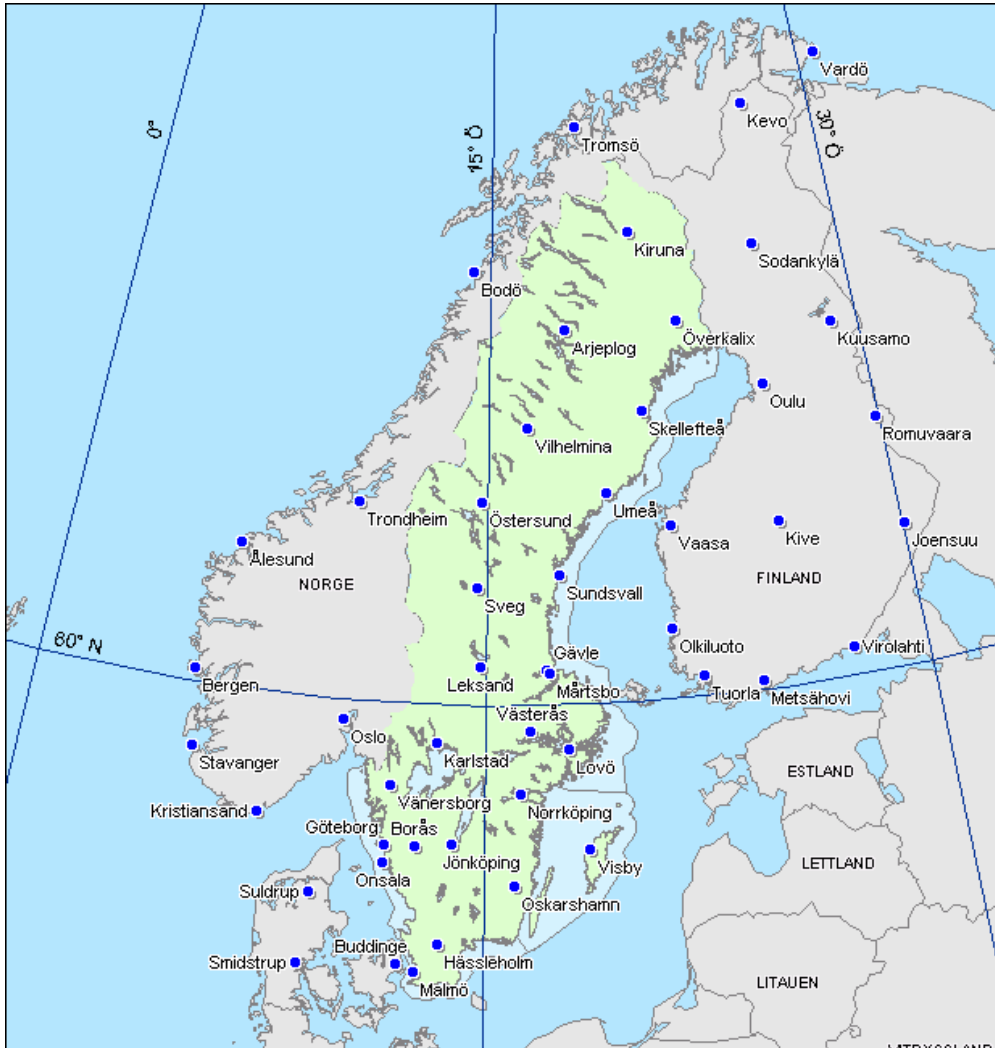 Vardö
Kevo
30° Ö
0°
15° Ö
Tromsö
Kiruna
Sodankylä
Bodö
Arjeplog
Överkalix
Kuusamo
Oulu
Skellefteå
Romuvaara
Vilhelmina
Trondheim
Östersund
Umeå
Vaasa
Kive
Joensuu
Ålesund
NORGE
FINLAND
Sundsvall
Sveg
60° N
Gävle
Olkiluoto
Virolahti
Bergen
Leksand
Mårtsbo
Tuorla
Metsähovi
Västerås
Oslo
Karlstad
Lovö
Stavanger
ESTLAND
Vänersborg
Norrköping
Kristiansand
Göteborg
Borås
Jönköping
Visby
LETTLAND
Onsala
Suldrup
Oskarshamn
Buddinge
Hässleholm
Smidstrup
Malmö
LITAUEN